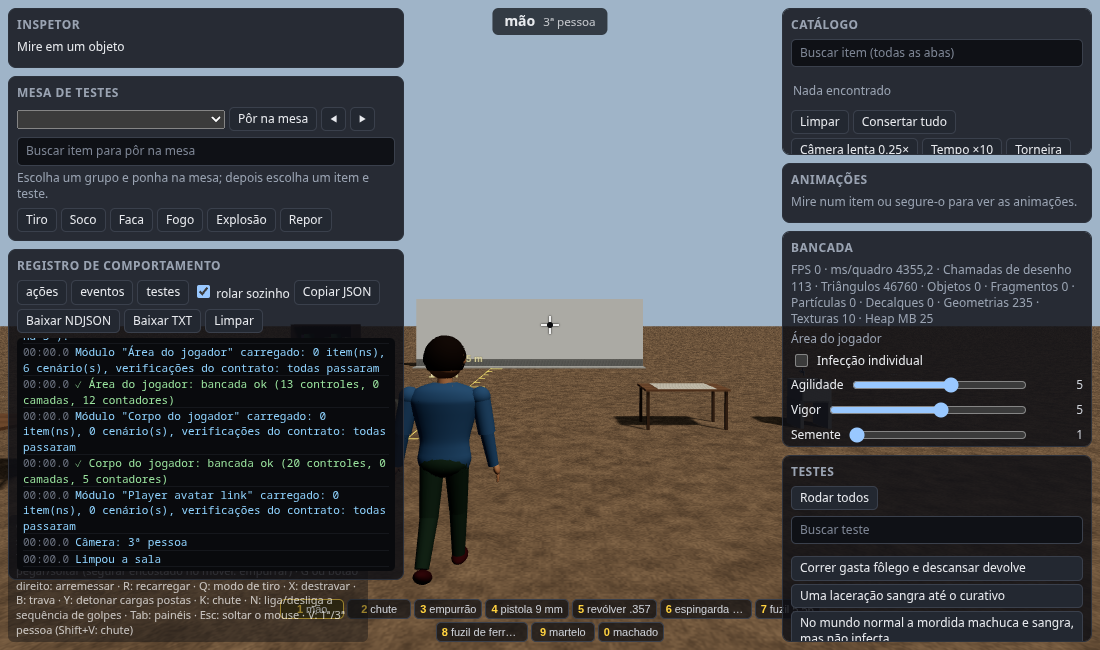 INSPETOR
Mire em um objeto
MESA DE TESTES
Pôr na mesa
◄
►
Buscar item para pôr na mesa
Escolha um grupo e ponha na mesa; depois escolha um item e
teste.
Tiro
Soco
Faca
Fogo
Explosão
Repor
REGISTRO DE COMPORTAMENTO
ações
eventos
testes
rolar sozinho
Copiar JSON
Baixar NDJSON
Baixar TXT
Limpar
00:00.0 Módulo "Área do jogador" carregado: 0 item(ns),
6 cenário(s), verificações do contrato: todas passaram
00:00.0 ✓ Área do jogador: bancada ok (13 controles, 0
camadas, 12 contadores)
00:00.0 Módulo "Corpo do jogador" carregado: 0
item(ns), 0 cenário(s), verificações do contrato: todas
passaram
00:00.0 ✓ Corpo do jogador: bancada ok (20 controles, 0
camadas, 5 contadores)
00:00.0 Módulo "Player avatar link" carregado: 0
item(ns), 0 cenário(s), verificações do contrato: todas
passaram
00:00.0 Câmera: 3ª pessoa
00:00.0 Limpou a sala
direito: arremessar · R: recarregar · Q: modo de tiro · X: destravar ·
B: trava · Y: detonar cargas postas · K: chute · N: liga/desliga a
sequência de golpes · Tab: painéis · Esc: soltar o mouse · V: 1ª/3ª
pessoa (Shift+V: chute)
mão 3ª pessoa
5 m
1 mão
2 chute
3 empurrão
4 pistola 9 mm
5 revólver .357
6 espingarda …
7 fuzil
8 fuzil de ferr…
9 martelo
0 machado
CATÁLOGO
Buscar item (todas as abas)
Nada encontrado
Limpar
Consertar tudo
Câmera lenta 0,25×
Tempo ×10
Torneira
ANIMAÇÕES
Mire num item ou segure-o para ver as animações.
BANCADA
FPS 0 · ms/quadro 4355,2 · Chamadas de desenho
113 · Triângulos 46760 · Objetos 0 · Fragmentos 0 ·
Partículas 0 · Decalques 0 · Geometrias 235 ·
Texturas 10 · Heap MB 25
Área do jogador
Infecção individual
Agilidade 5
Vigor 5
Semente 1
TESTES
Rodar todos
Buscar teste
Correr gasta fôlego e descansar devolve
Uma laceração sangra até o curativo
No mundo normal a mordida machuca e sangra,
mas não infecta